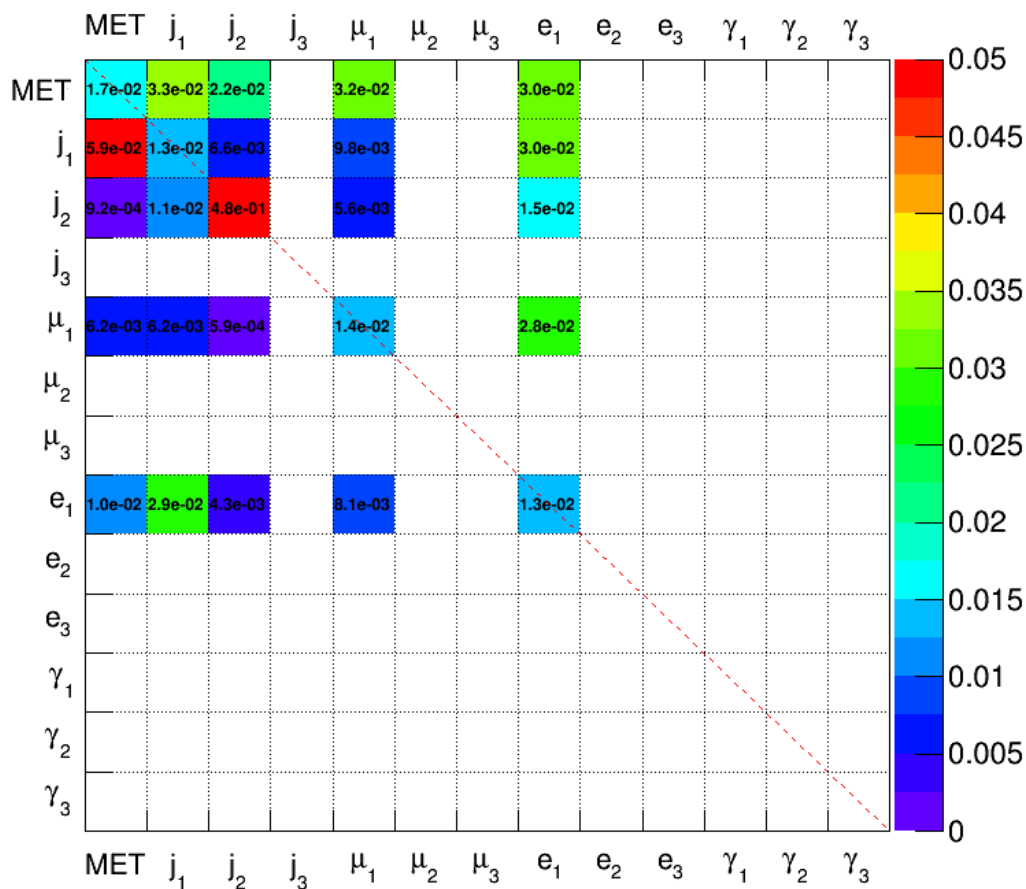 MET j₁ j₂ j₃ μ₁ μ₂ μ₃ e₁ e₂ e₃ γ₁ γ₂ γ₃
MET 1.7e-02 3.3e-02 2.2e-02 3.2e-02 3.0e-02
j₁ 5.9e-02 1.3e-02 6.6e-03 9.8e-03 3.0e-02
j₂ 9.2e-04 1.1e-02 4.8e-01 5.6e-03 1.5e-02
j₃
μ₁ 6.2e-03 6.2e-03 5.9e-04 1.4e-02 2.8e-02
μ₂
μ₃
e₁ 1.0e-02 2.9e-02 4.3e-03 8.1e-03 1.3e-02
e₂
e₃
γ₁
γ₂
γ₃
MET j₁ j₂ j₃ μ₁ μ₂ μ₃ e₁ e₂ e₃ γ₁ γ₂ γ₃
0.05
0.045
0.04
0.035
0.03
0.025
0.02
0.015
0.01
0.005
0